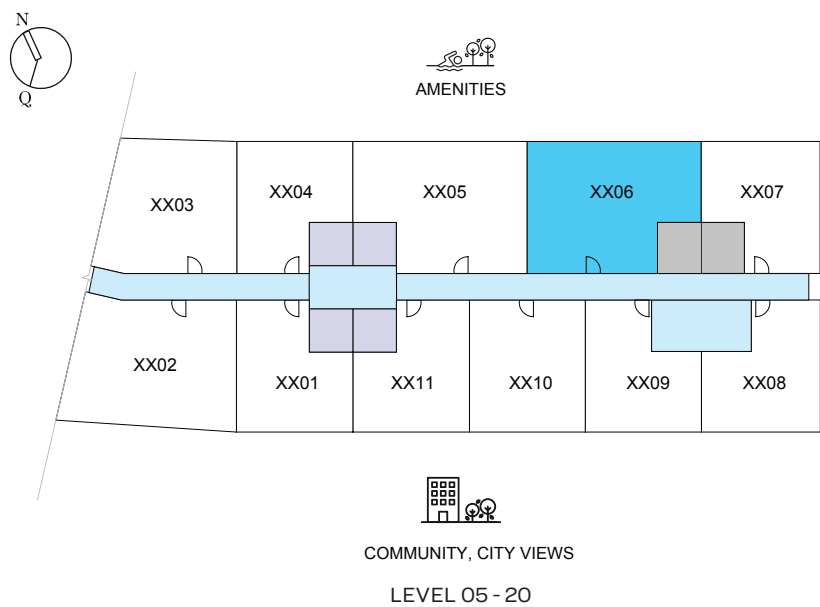 N
Q
AMENITIES
XX03
XX04
XX05
XX06
XX07
XX02
XX01
XX11
XX10
XX09
XX08
COMMUNITY, CITY VIEWS
LEVEL 05 - 20